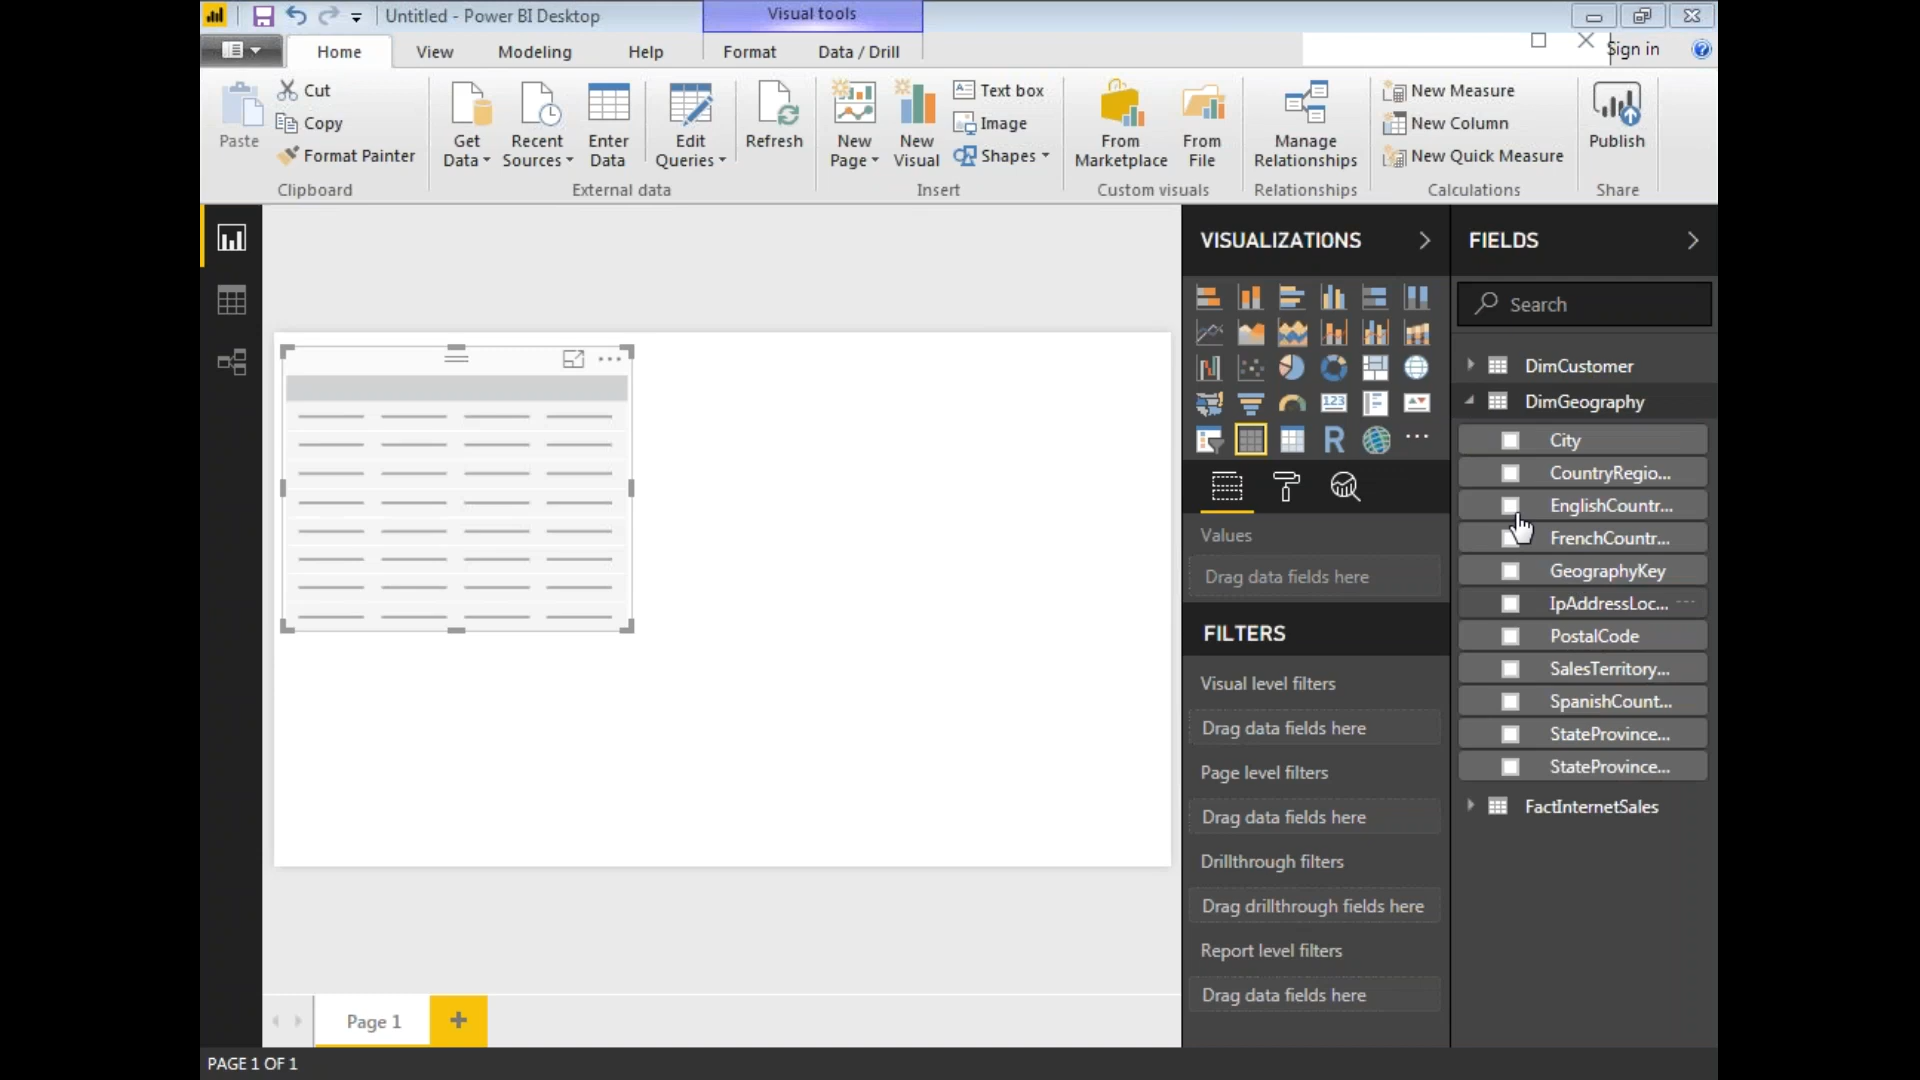 Untitled - Power BI Desktop
Visual tools
Home
View
Modeling
Help
Format
Data / Drill
Sign in
Paste
Cut
Copy
Format Painter
Clipboard
Get Data
Recent Sources
Enter Data
Edit Queries
Refresh
External data
New Page
New Visual
Text box
Image
Shapes
Insert
From Marketplace
From File
Custom visuals
Manage Relationships
Relationships
New Measure
New Column
New Quick Measure
Calculations
Publish
Share
VISUALIZATIONS
123
R
Values
Drag data fields here
FILTERS
Visual level filters
Drag data fields here
Page level filters
Drag data fields here
Drillthrough filters
Drag drillthrough fields here
Report level filters
Drag data fields here
FIELDS
Search
DimCustomer
DimGeography
City
CountryRegio...
EnglishCountr...
FrenchCountr...
GeographyKey
IpAddressLoc...
PostalCode
SalesTerritory...
SpanishCount...
StateProvince...
StateProvince...
FactInternetSales
Page 1
PAGE 1 OF 1